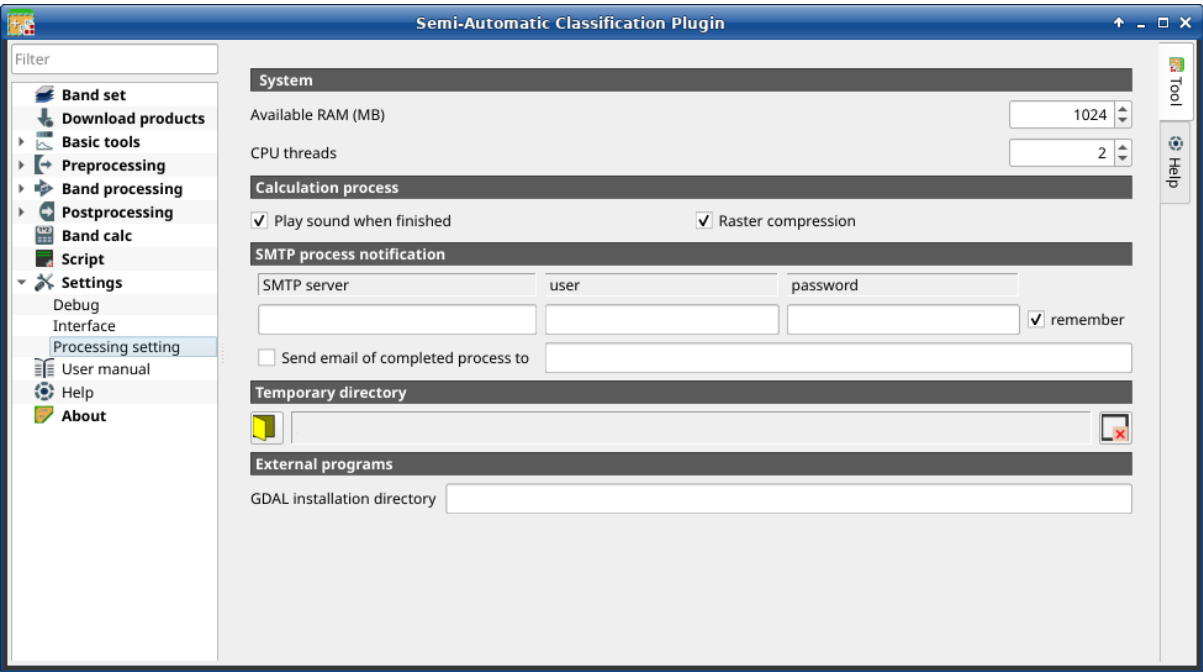 Semi-Automatic Classification Plugin
Filter
Band set
Download products
Basic tools
Preprocessing
Band processing
Postprocessing
Band calc
Script
Settings
Debug
Interface
Processing setting
User manual
Help
About
System
Available RAM (MB) 1024
CPU threads 2
Calculation process
Play sound when finished Raster compression
SMTP process notification
SMTP server user password
remember
Send email of completed process to
Temporary directory
External programs
GDAL installation directory
Tool
Help